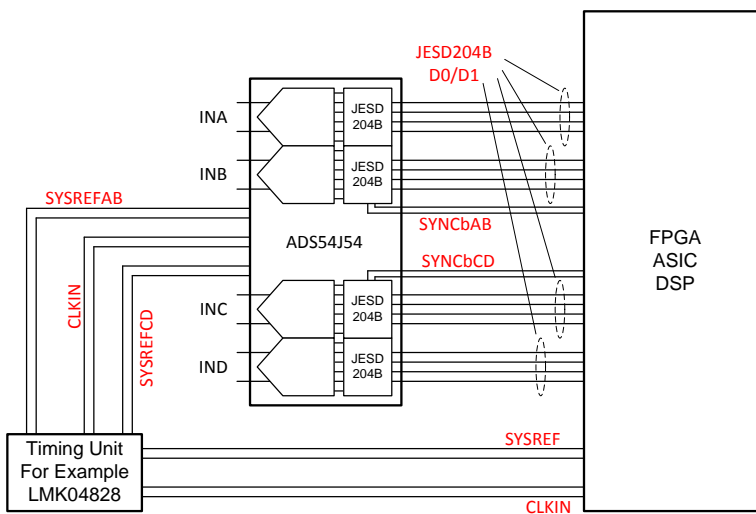 JESD204B
D0/D1
INA
JESD
204B
INB
JESD
204B
SYSREFAB
SYNCbAB
ADS54J54
SYNCbCD
FPGA
ASIC
DSP
CLKIN
SYSREFCD
INC
JESD
204B
IND
JESD
204B
Timing Unit
For Example
LMK04828
SYSREF
CLKIN